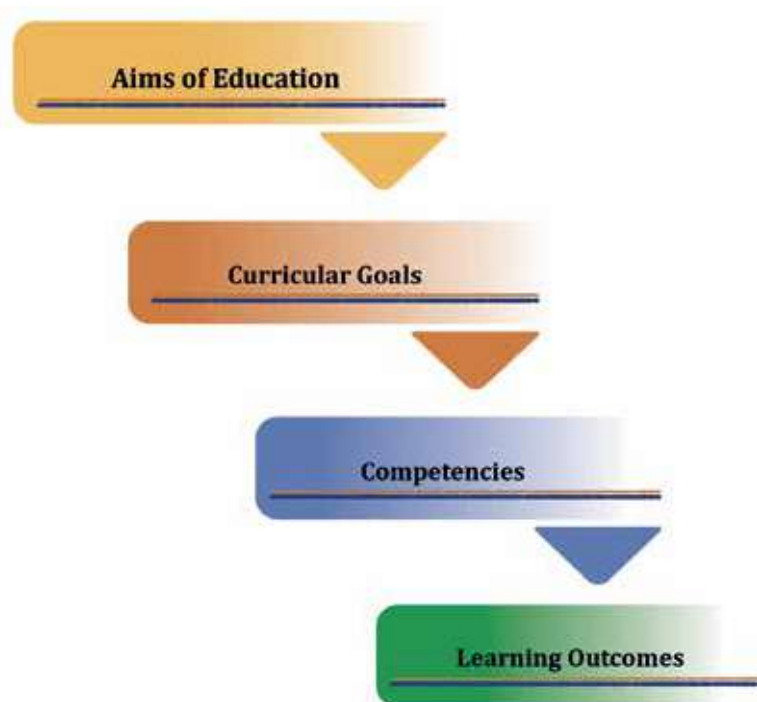 Aims of Education
Curricular Goals
Competencies
Learning Outcomes